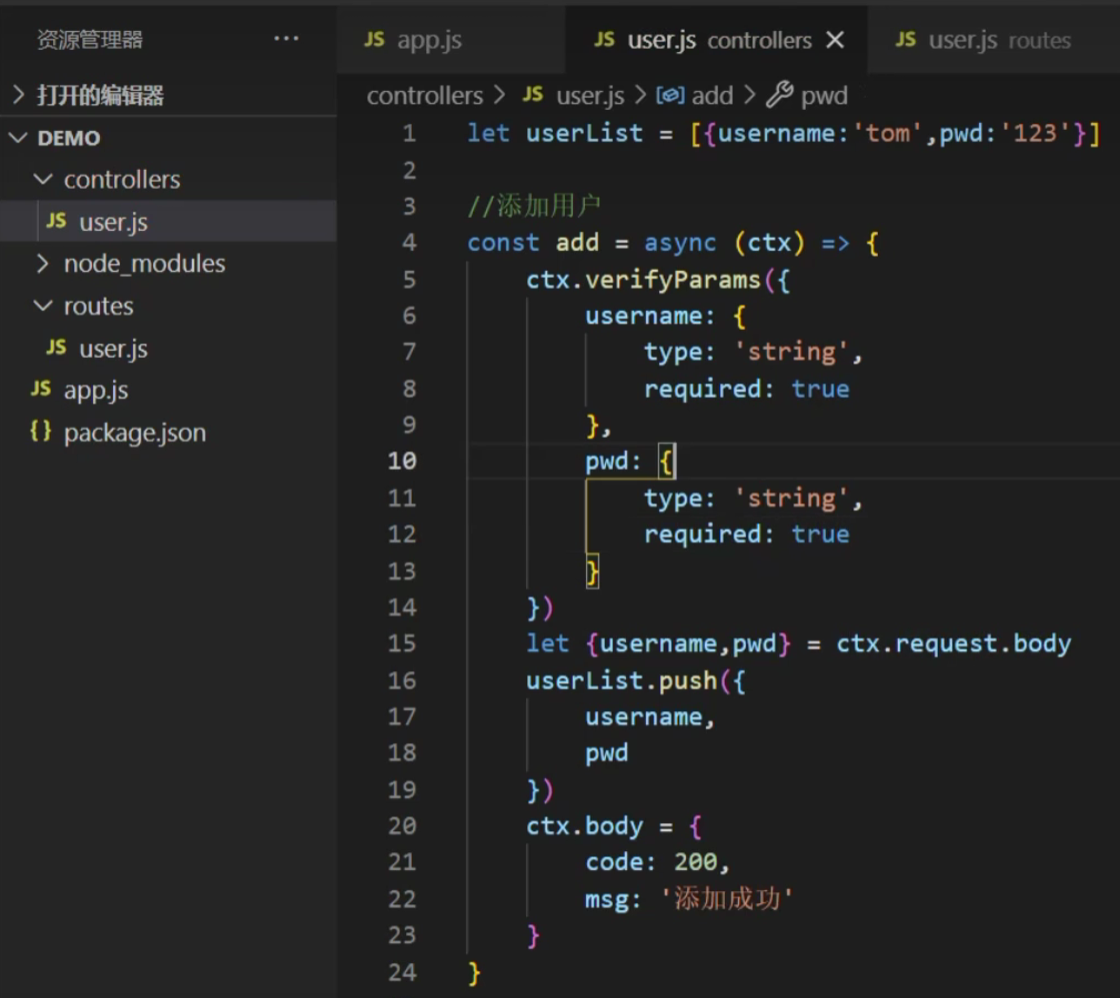 资源管理器 ···
打开的编辑器
DEMO
controllers
JS user.js
node_modules
routes
JS user.js
JS app.js
{} package.json
JS app.js JS user.js controllers × JS user.js routes
controllers > JS user.js > add > pwd
1 let userList = [{username:'tom',pwd:'123'}]
2
3 //添加用户
4 const add = async (ctx) => {
5 ctx.verifyParams({
6 username: {
7 type: 'string',
8 required: true
9 },
10 pwd: {
11 type: 'string',
12 required: true
13 }
14 })
15 let {username,pwd} = ctx.request.body
16 userList.push({
17 username,
18 pwd
19 })
20 ctx.body = {
21 code: 200,
22 msg: '添加成功'
23 }
24 }